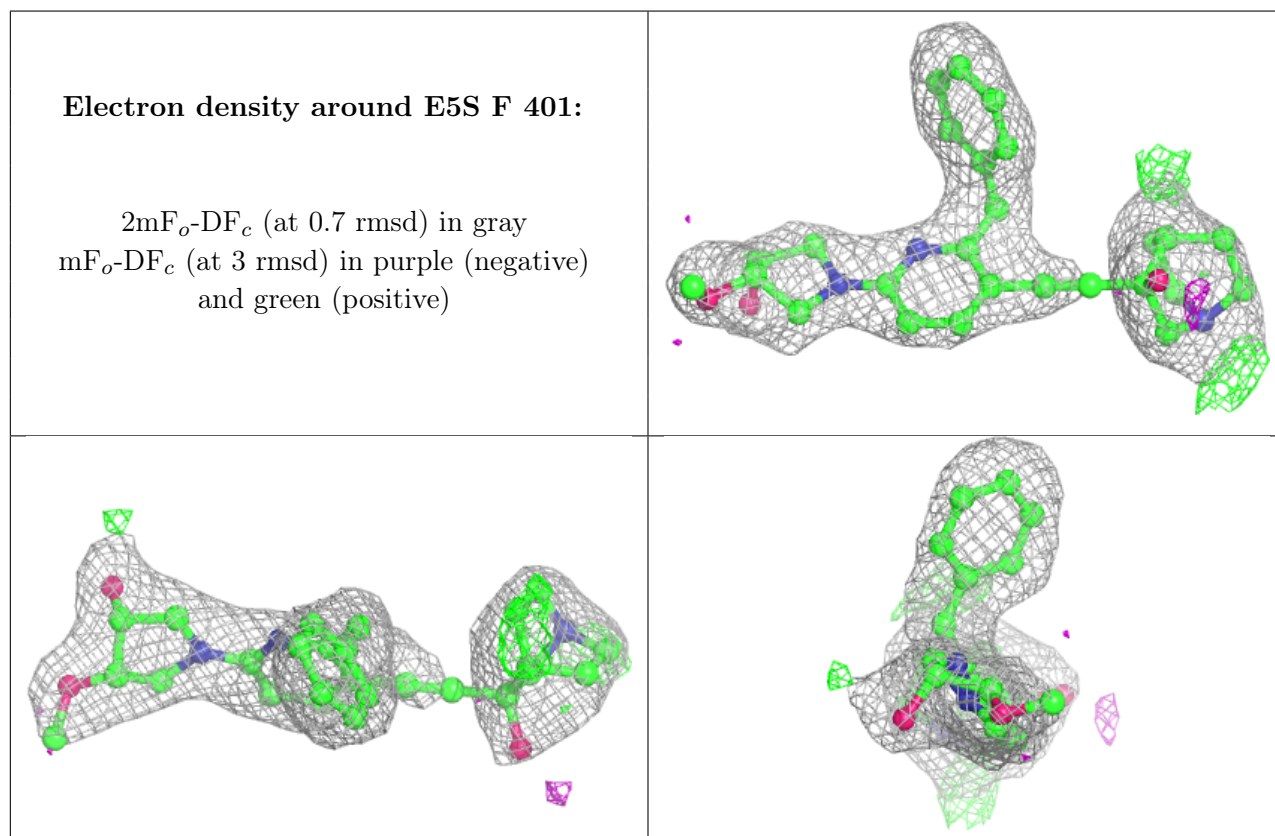 Electron density around E5S F 401:
2mFo-DFc (at 0.7 rmsd) in gray
mFo-DFc (at 3 rmsd) in purple (negative)
and green (positive)